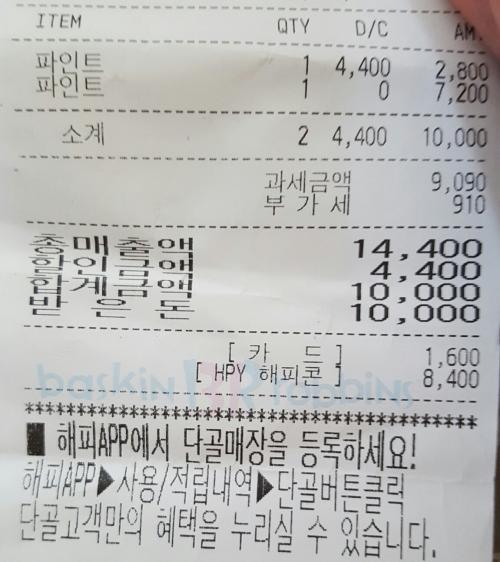 ITEM QTY D/C AM
파인트 1 4,400 2,800
파인트 1 0 7,200
소계 2 4,400 10,000
과세금액 9,090
부 가 세 910
총매출액 14,400
할인금액 4,400
합계금액 10,000
받 은 돈 10,000
[ 카 드 ] 1,600
[ HPY 해피콘 ] 8,400
baskin BR robbins
****************************************
■ 해피APP에서 단골매장을 등록하세요!
해피APP▶사용/적립내역▶단골버튼클릭
단골고객만의 혜택을 누리실 수 있습니다.